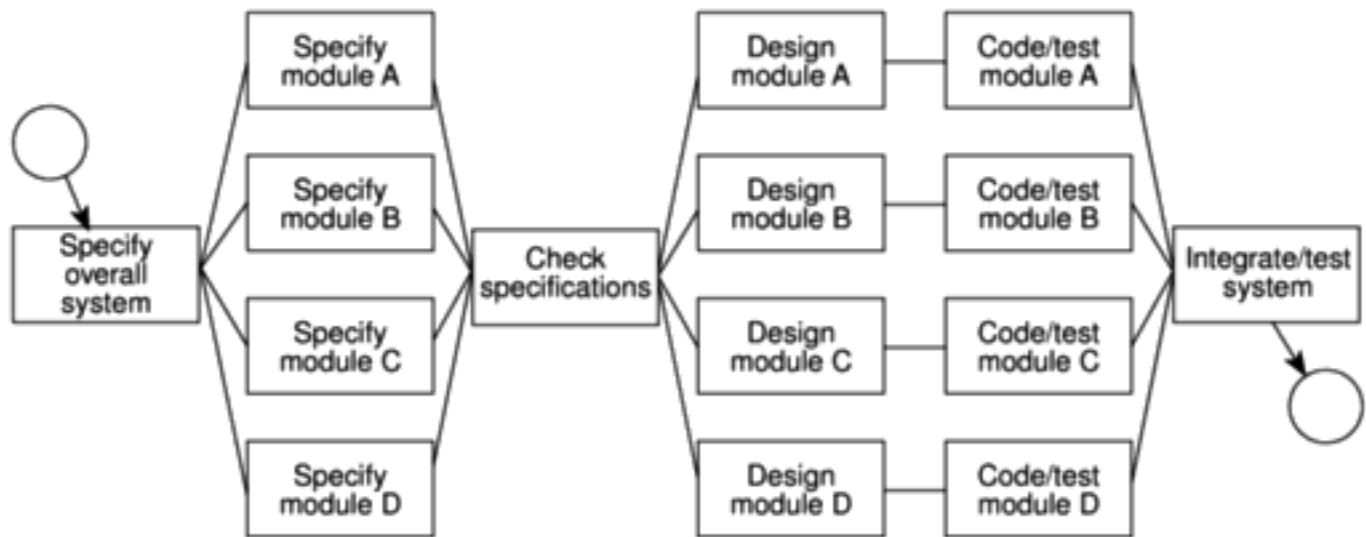 Specify
overall
system
Specify
module A
Specify
module B
Specify
module C
Specify
module D
Check
specifications
Design
module A
Design
module B
Design
module C
Design
module D
Code/test
module A
Code/test
module B
Code/test
module C
Code/test
module D
Integrate/test
system